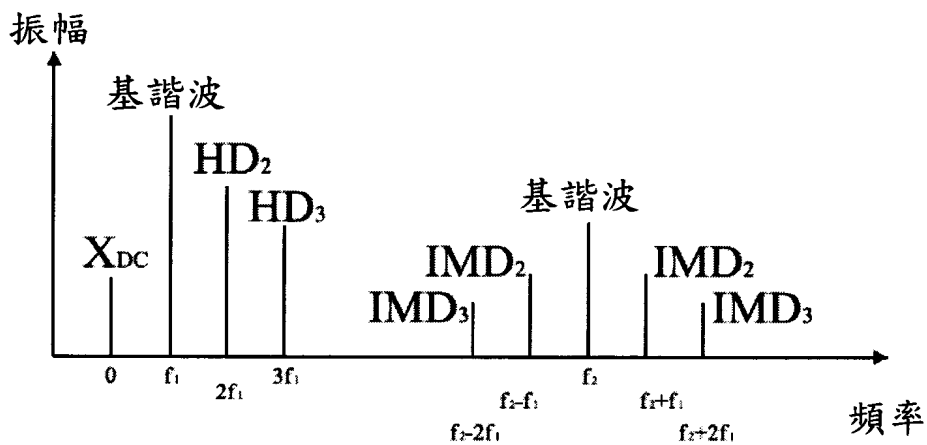 振幅
基諧波
HD₂
HD₃
基諧波
X_DC
IMD₂
IMD₂
IMD₃
IMD₃
0
f₁
2f₁
3f₁
f₂-2f₁
f₂-f₁
f₂
f₂+f₁
f₂+2f₁
頻率